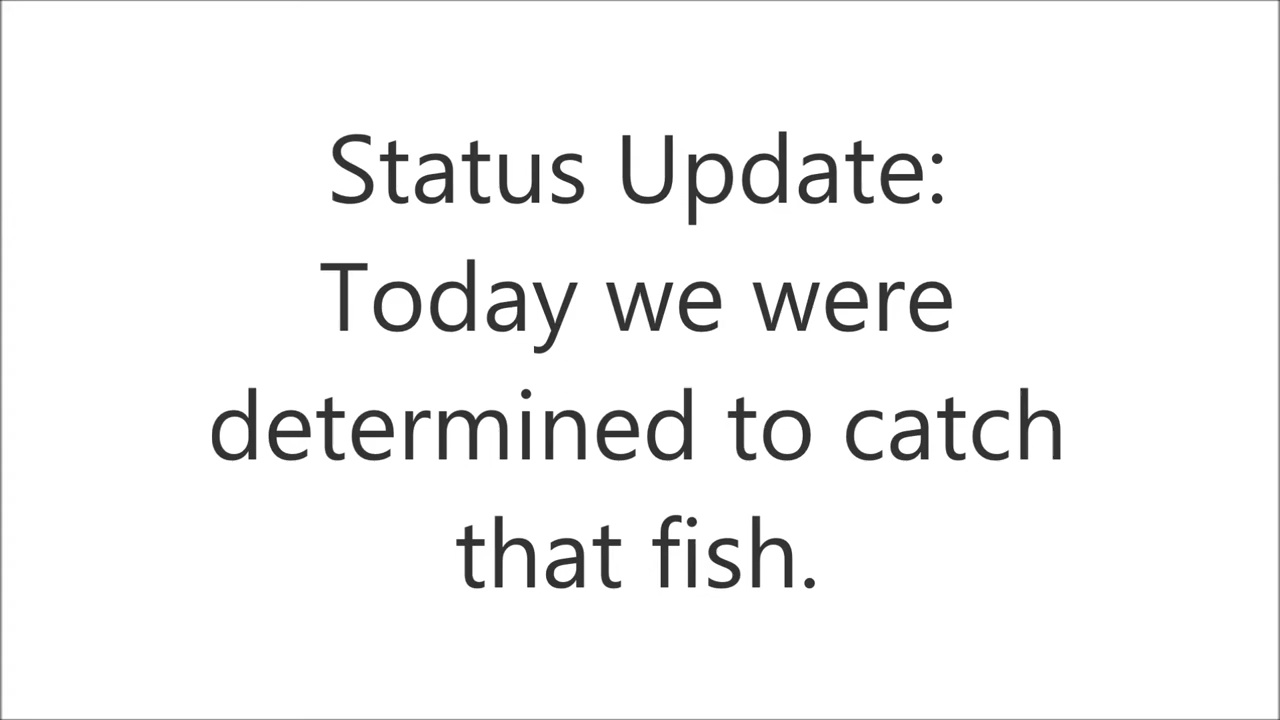 Status Update:
Today we were
determined to catch
that fish.